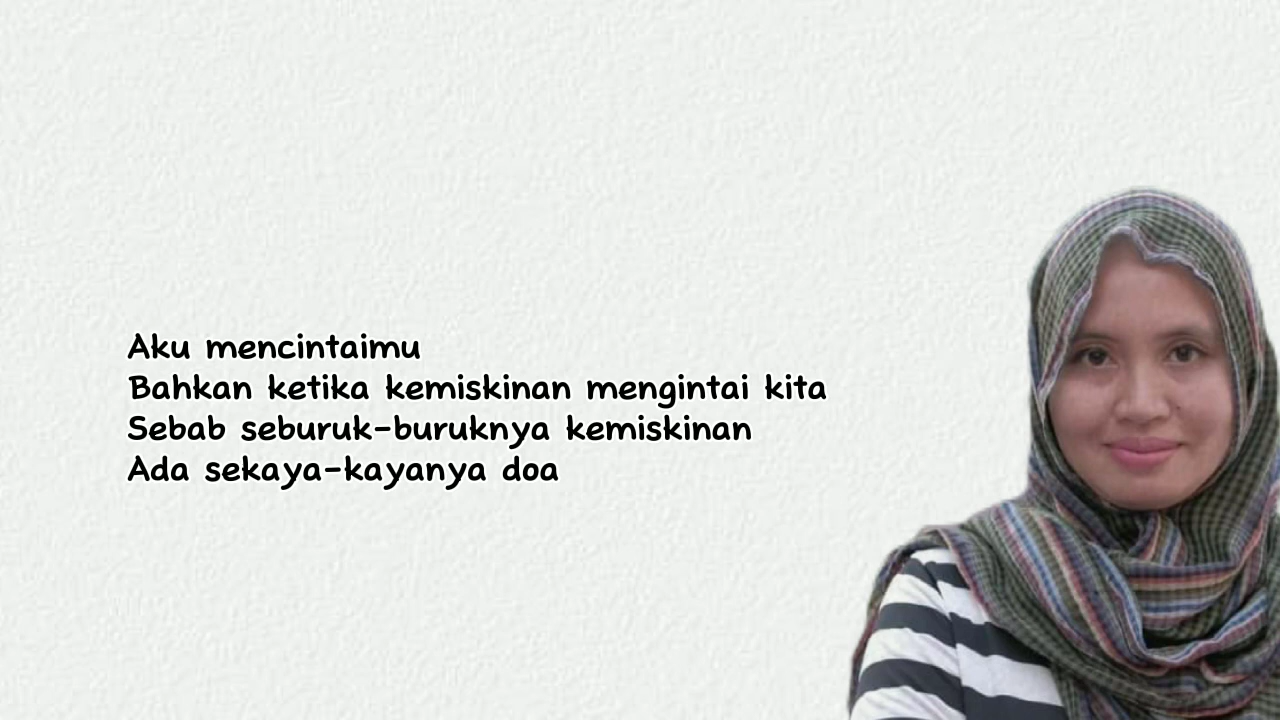 Aku mencintaimu
Bahkan ketika kemiskinan mengintai kita
Sebab seburuk-buruknya kemiskinan
Ada sekaya-kayanya doa